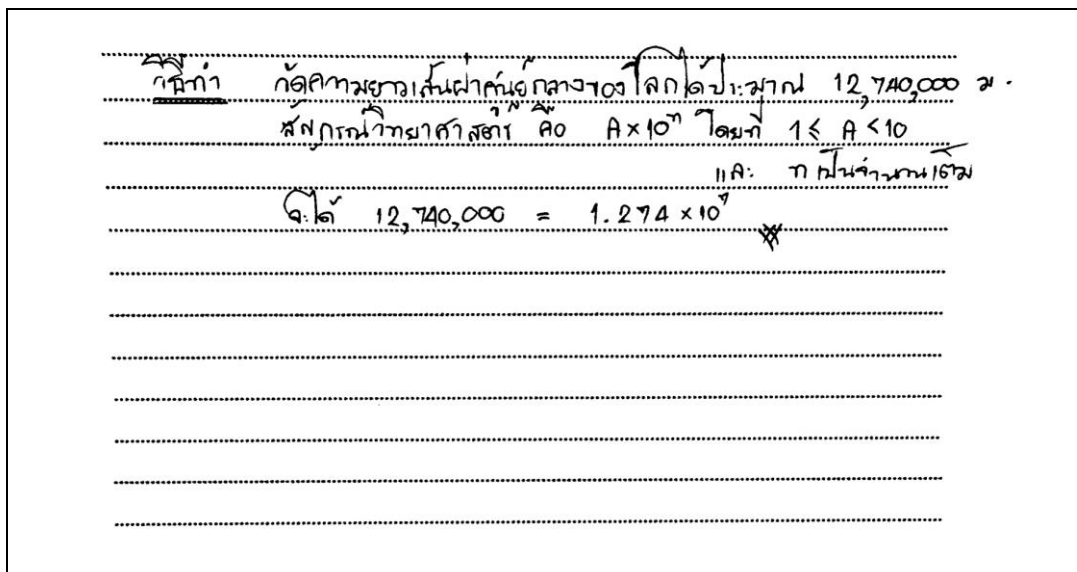 วิธีทำ วัดความยาวเส้นผ่าศูนย์กลางของโลกได้ประมาณ 12,740,000 ม.
สัญกรณ์วิทยาศาสตร์ คือ A × 10ⁿ โดยที่ 1 ≤ A < 10
และ n เป็นจำนวนเต็ม
จะได้ 12,740,000 = 1.274 × 10⁷